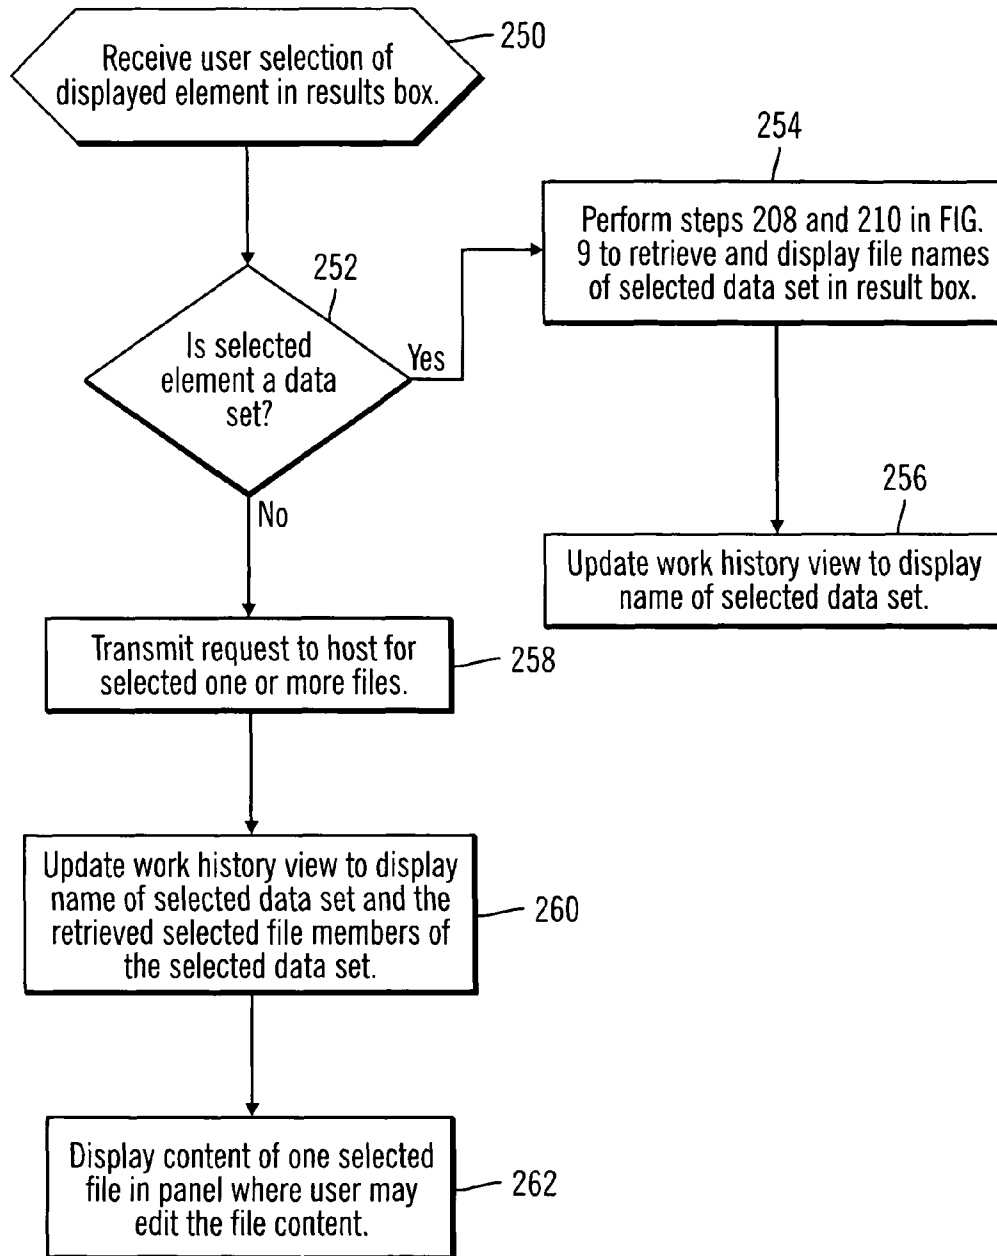 Receive user selection of
displayed element in results box.
250
252
Is selected
element a data
set?
Yes
No
254
Perform steps 208 and 210 in FIG.
9 to retrieve and display file names
of selected data set in result box.
256
Update work history view to display
name of selected data set.
Transmit request to host for
selected one or more files.
258
Update work history view to display
name of selected data set and the
retrieved selected file members of
the selected data set.
260
Display content of one selected
file in panel where user may
edit the file content.
262